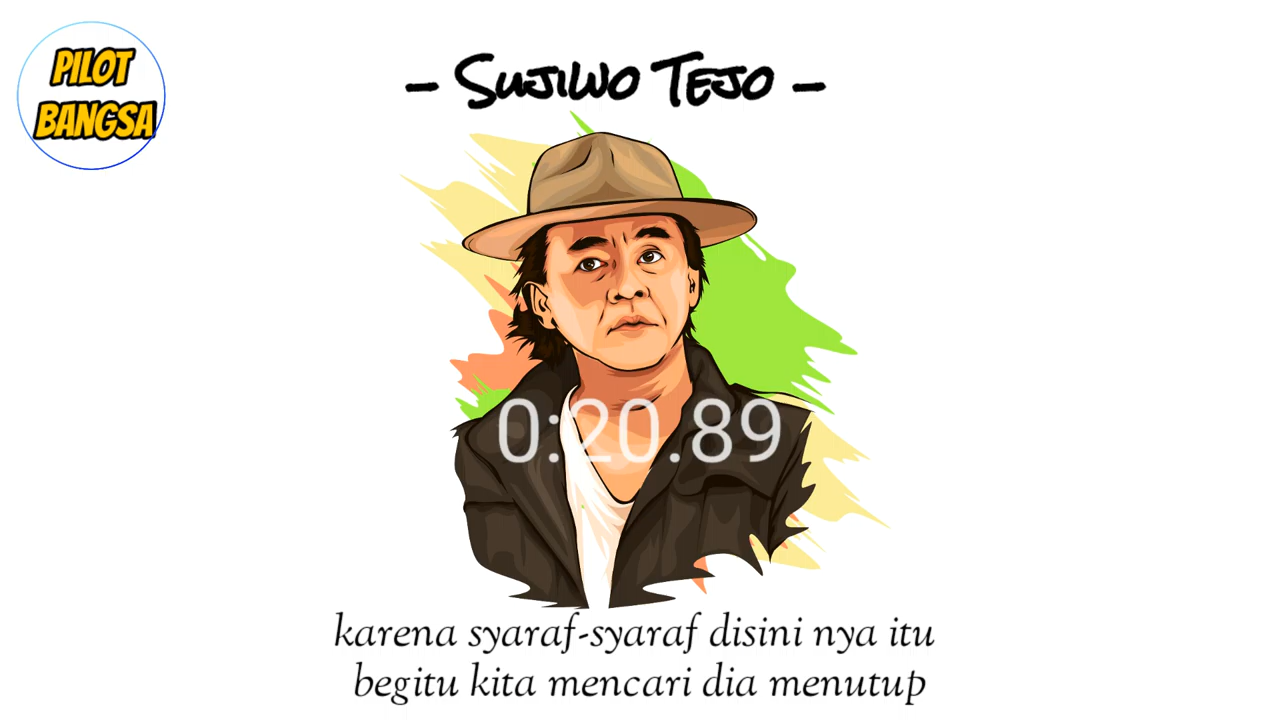 PILOT
BANGSA
- Sujiwo Tejo -
0:20.89
karena syaraf-syaraf disini nya itu
begitu kita mencari dia menutup